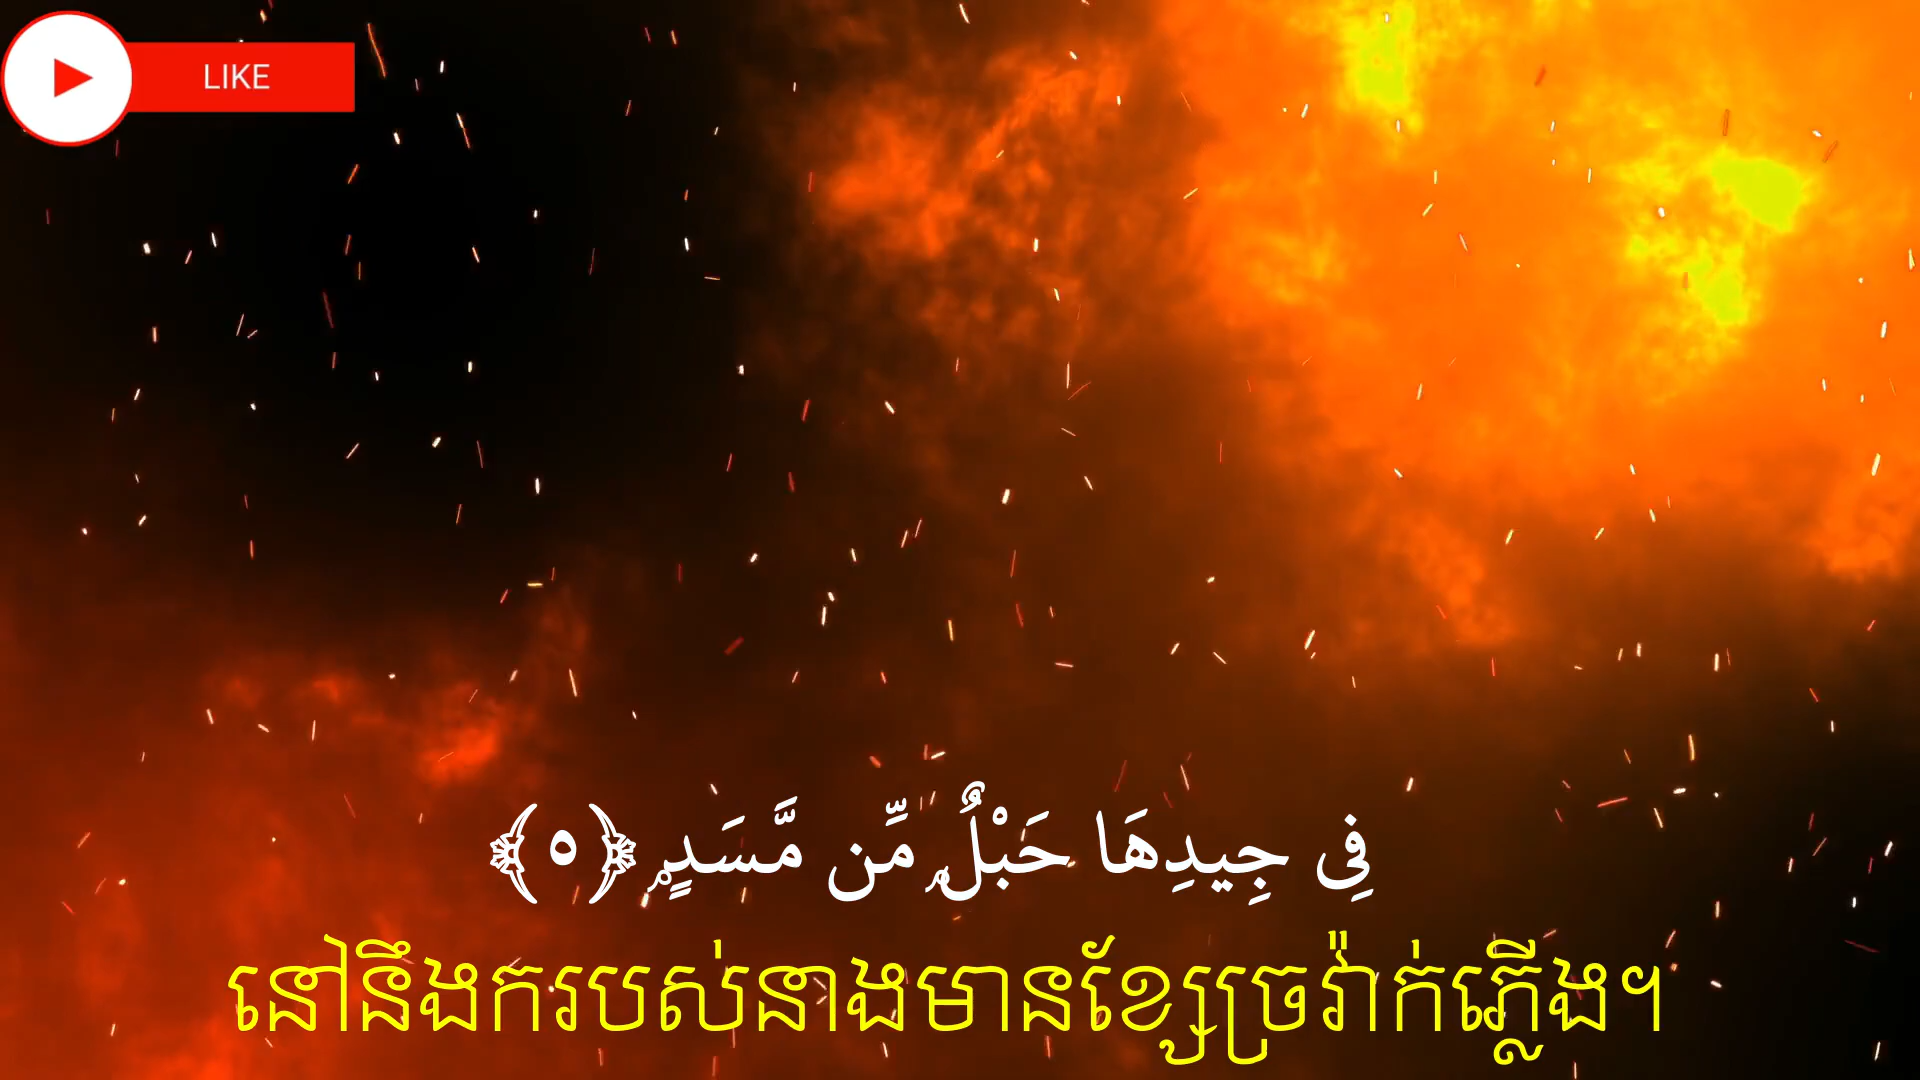 LIKE
فِى جِيدِهَا حَبْلٌۭ مِّن مَّسَدٍۭ ﴿٥﴾
នៅនឹងករបស់នាងមានខ្សែច្រវ៉ាក់ភ្លើង។